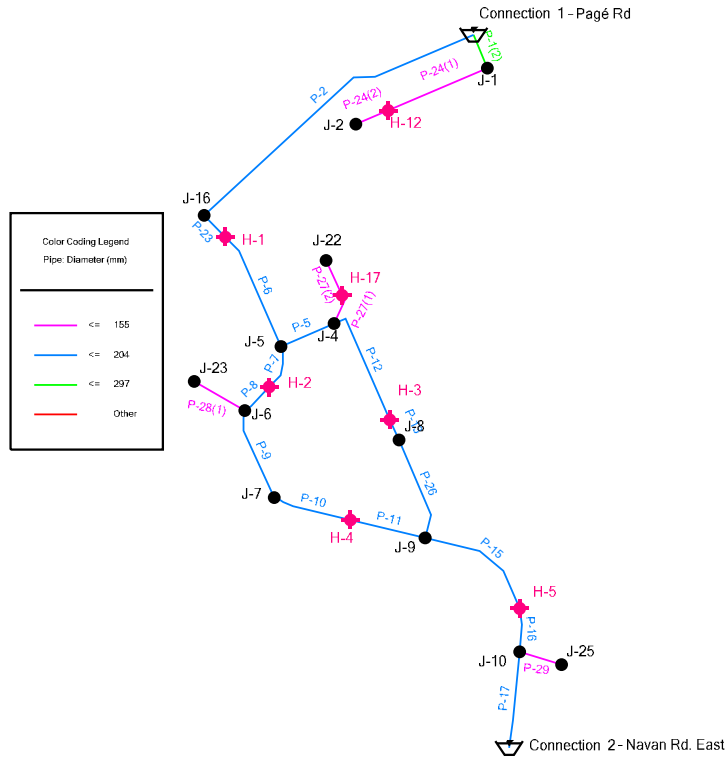 Connection 1 - Pagé Rd
P-1(2)
P-24(1)
J-1
P-2
P-24(2)
J-2
H-12
J-16
P-23
H-1
Color Coding Legend
Pipe: Diameter (mm)
<= 155
<= 204
<= 297
Other
J-22
P-27(2)
H-17
P-27(1)
P-6
P-5
J-4
J-5
P-7
P-12
J-23
P-8
H-2
H-3
P-28(1)
J-6
J-8
P-9
P-26
J-7
P-10
P-11
H-4
J-9
P-15
H-5
P-16
J-10
J-25
P-29
P-17
Connection 2 - Navan Rd. East